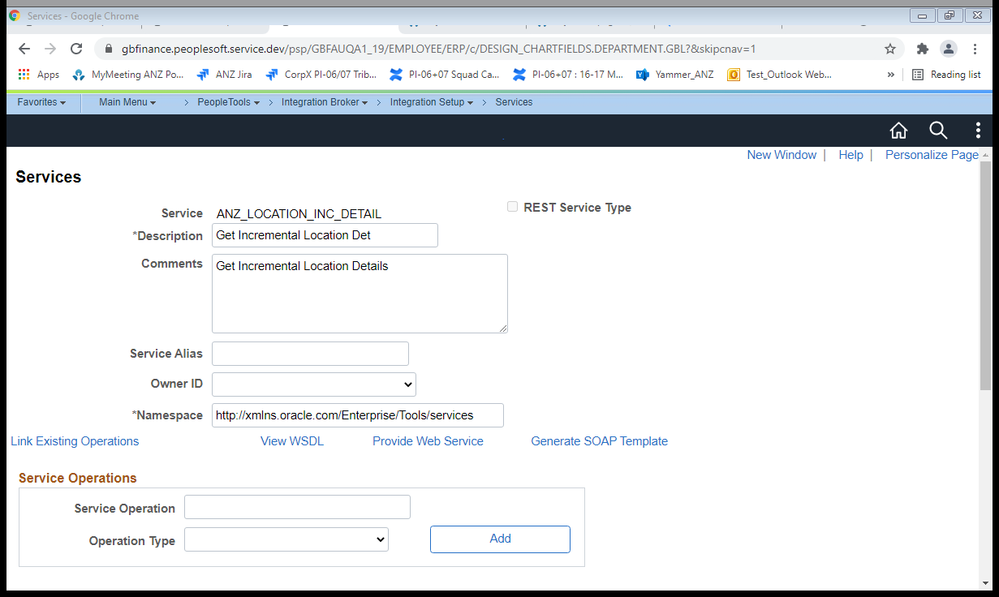 Services - Google Chrome
gbfinance.peoplesoft.service.dev/psp/GBFAUQA1_19/EMPLOYEE/ERP/c/DESIGN_CHARTFIELDS.DEPARTMENT.GBL?&skipcnav=1
Apps MyMeeting ANZ Po... ANZ Jira CorpX PI-06/07 Trib... PI-06+07 Squad Ca... PI-06+07 : 16-17 M... Yammer_ANZ Test_Outlook Web... » Reading list
Favorites Main Menu > PeopleTools > Integration Broker > Integration Setup > Services
New Window | Help | Personalize Page
Services
Service ANZ_LOCATION_INC_DETAIL REST Service Type
*Description Get Incremental Location Det
Comments Get Incremental Location Details
Service Alias
Owner ID
*Namespace http://xmlns.oracle.com/Enterprise/Tools/services
Link Existing Operations View WSDL Provide Web Service Generate SOAP Template
Service Operations
Service Operation
Operation Type Add